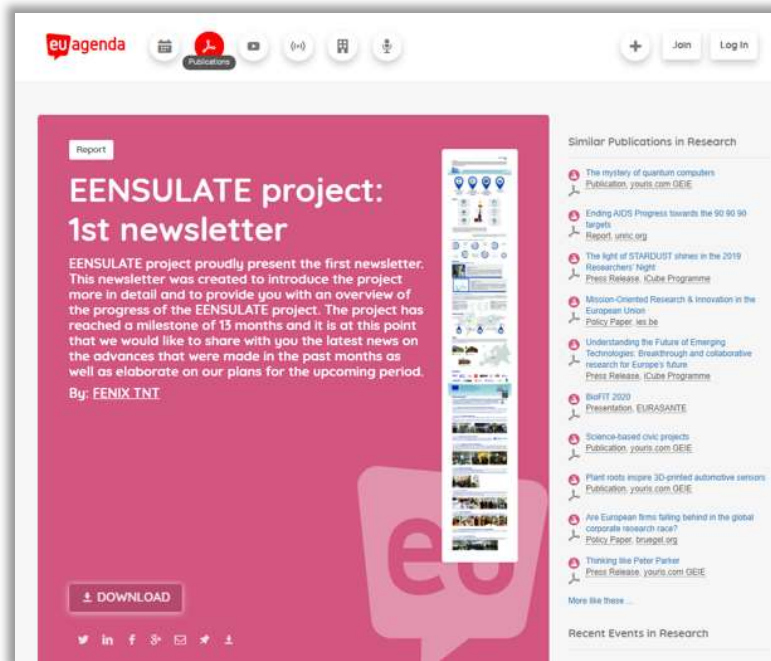 eu agenda
Publications
Join
Log In
Report
EENSULATE project:
1st newsletter
EENSULATE project proudly present the first newsletter.
This newsletter was created to introduce the project
more in detail and to provide you with an overview of
the progress of the EENSULATE project. The project has
reached a milestone of 13 months and it is at this point
that we would like to share with you the latest news on
the advances that were made in the past months as
well as elaborate on our plans for the upcoming period.
By: FENIX TNT
DOWNLOAD
eu
Similar Publications in Research
The mystery of quantum computers
Publication, youris.com GEIE
Ending AIDS Progress towards the 90 90 90
targets
Report, unric.org
The light of STARDUST shines in the 2019
Researchers' Night
Press Release, iCube Programme
Mission-Oriented Research & Innovation in the
European Union
Policy Paper, ies.be
Understanding the Future of Emerging
Technologies: Breakthrough and collaborative
research for Europe's future
Press Release, iCube Programme
BioFIT 2020
Presentation, EURASANTE
Science-based civic projects
Publication, youris.com GEIE
Plant roots inspire 3D-printed automotive sensors
Publication, youris.com GEIE
Are European firms falling behind in the global
corporate research race?
Policy Paper, bruegel.org
Thinking like Peter Parker
Press Release, youris.com GEIE
More like these ...
Recent Events in Research